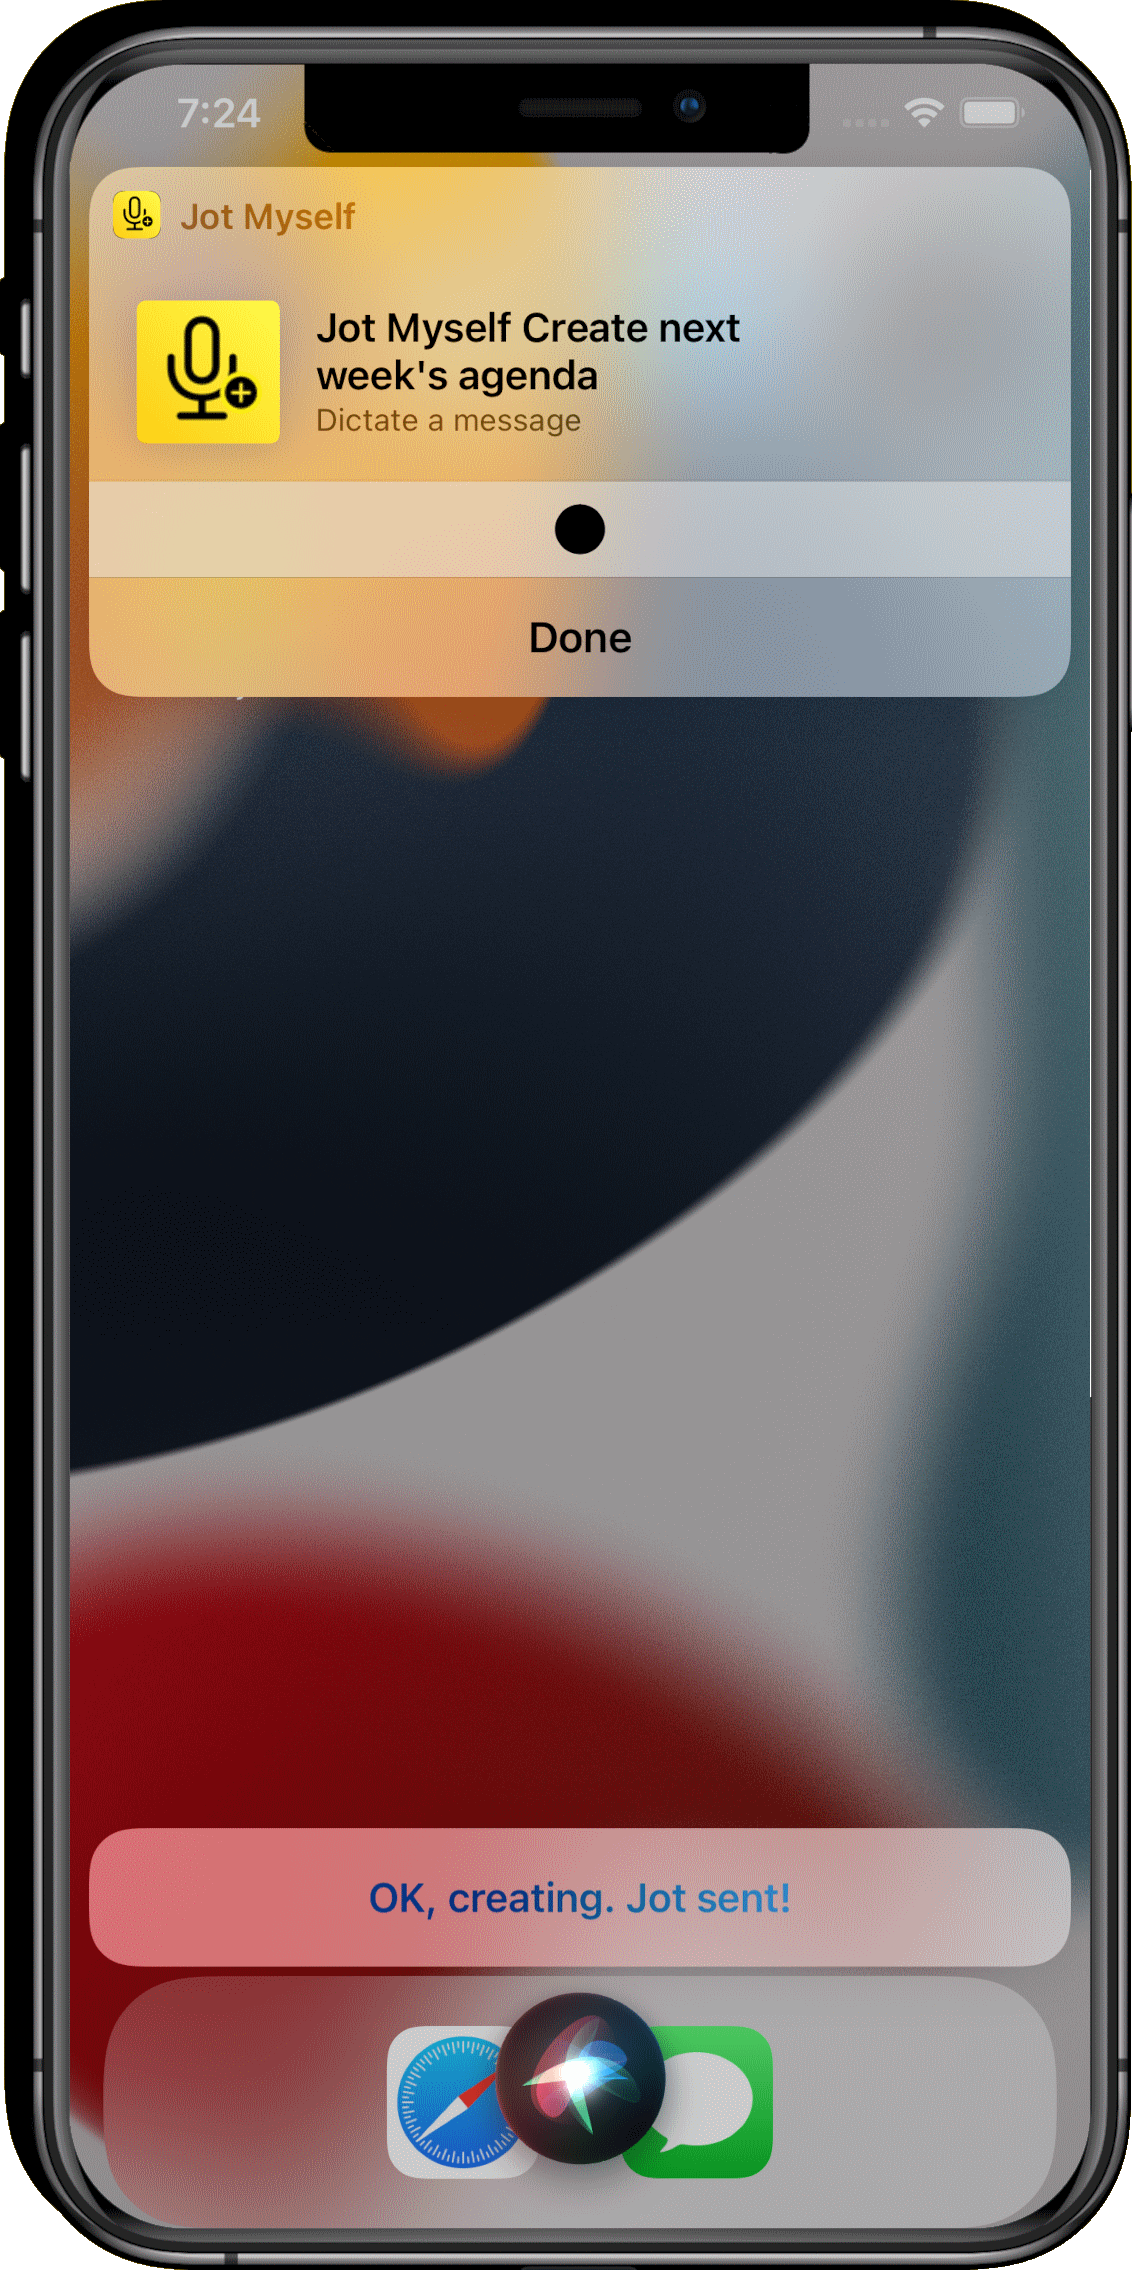 7:24
Jot Myself
Jot Myself Create next
week's agenda
Dictate a message
Done
OK, creating. Jot sent!